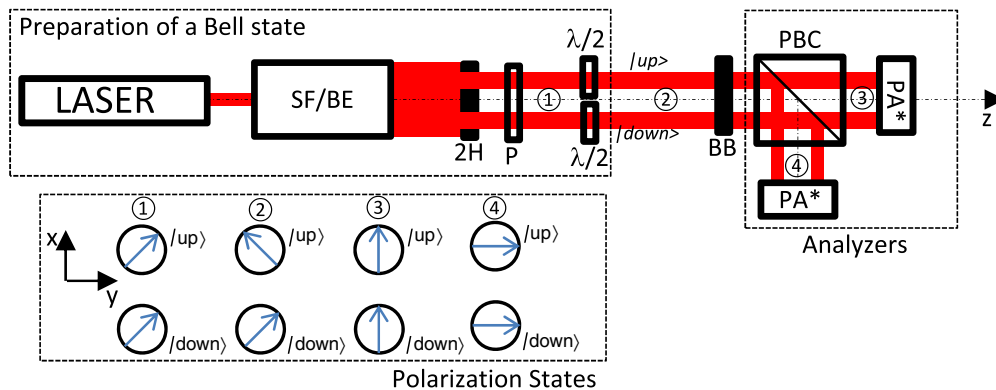 Preparation of a Bell state
LASER
SF/BE
2H
P
①
λ/2
λ/2
|up>
②
|down>
BB
PBC
③
PA*
z
④
PA*
Analyzers
① ② ③ ④
x
y
|up⟩ |up⟩ |up⟩ |up⟩
|down⟩ |down⟩ |down⟩ |down⟩
Polarization States